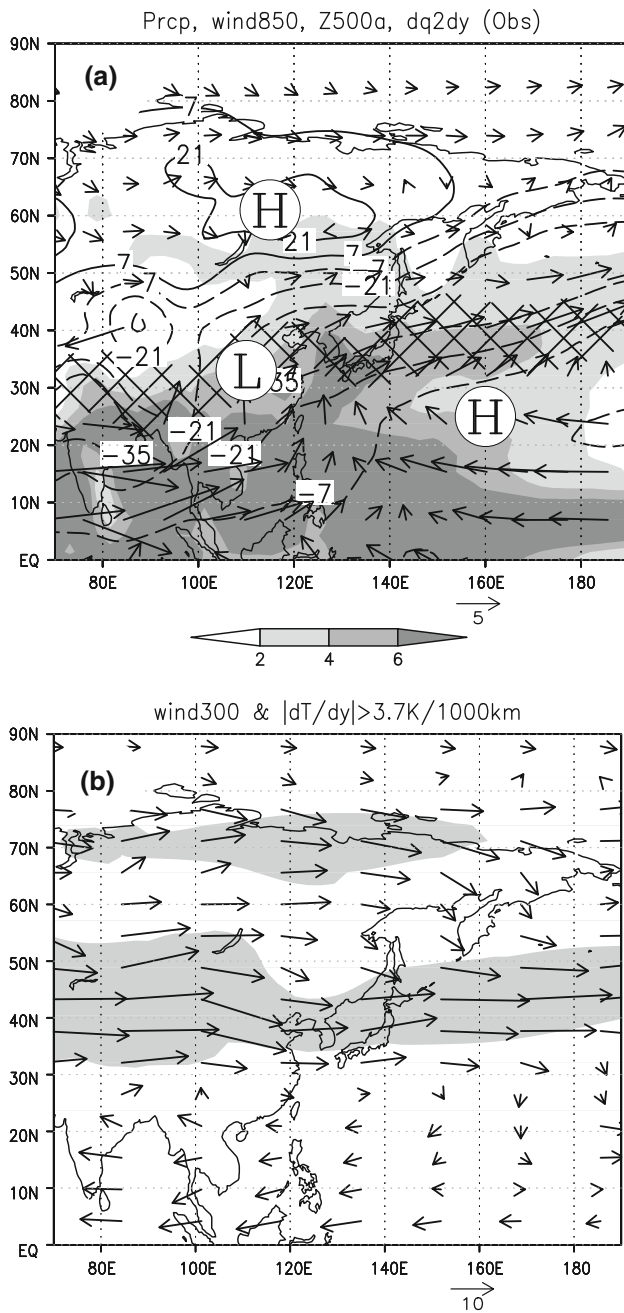 Prcp, wind850, Z500a, dq2dy (Obs)
90N
(a)
80N
7
70N
21
H
60N
21
7
7
50N
-7
-7
-21
40N
-21
L
35
30N
H
-21
20N
-35
-21
10N
-7
EQ
80E 100E 120E 140E 160E 180
5
2 4 6
wind300 & |dT/dy|>3.7K/1000km
90N
(b)
80N
70N
60N
50N
40N
30N
20N
10N
EQ
80E 100E 120E 140E 160E 180
10